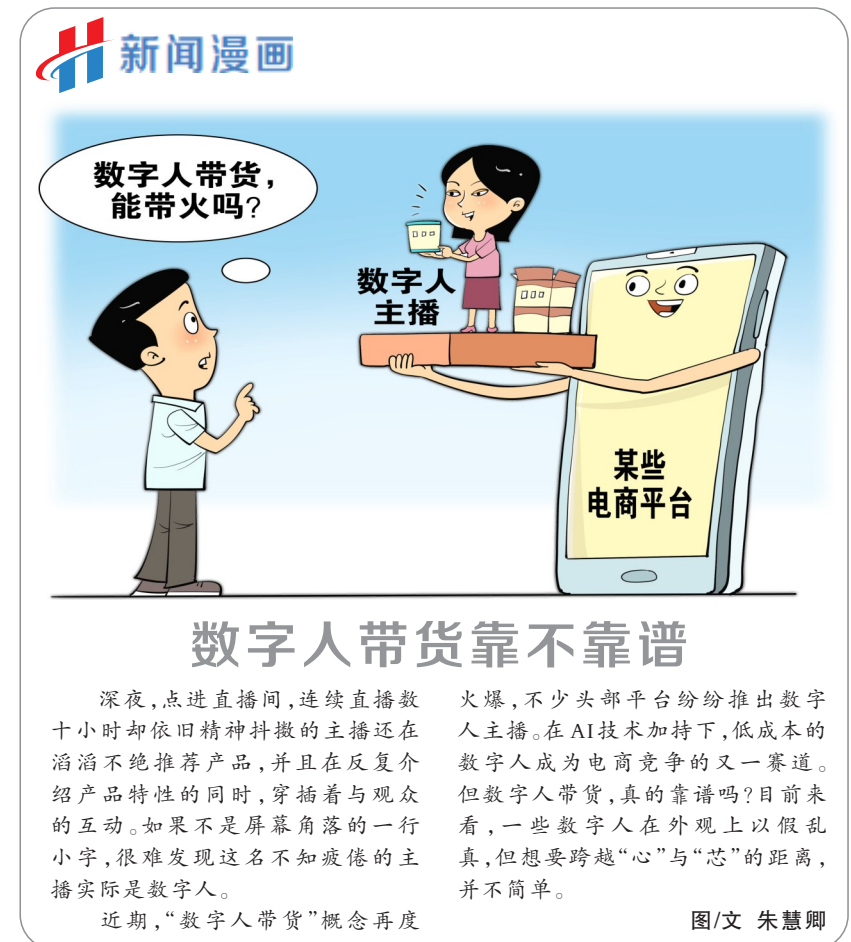 新闻漫画
数字人带货,
能带火吗?
数字人
主播
某些
电商平台
数字人带货靠不靠谱
深夜,点进直播间,连续直播数
十小时却依旧精神抖擞的主播还在
滔滔不绝推荐产品,并且在反复介
绍产品特性的同时,穿插着与观众
的互动。如果不是屏幕角落的一行
小字,很难发现这名不知疲倦的主
播实际是数字人。
近期,“数字人带货”概念再度
火爆,不少头部平台纷纷推出数字
人主播。在AI技术加持下,低成本的
数字人成为电商竞争的又一赛道。
但数字人带货,真的靠谱吗?目前来
看,一些数字人在外观上以假乱
真,但想要跨越“心”与“芯”的距离,
并不简单。
图/文 朱慧卿